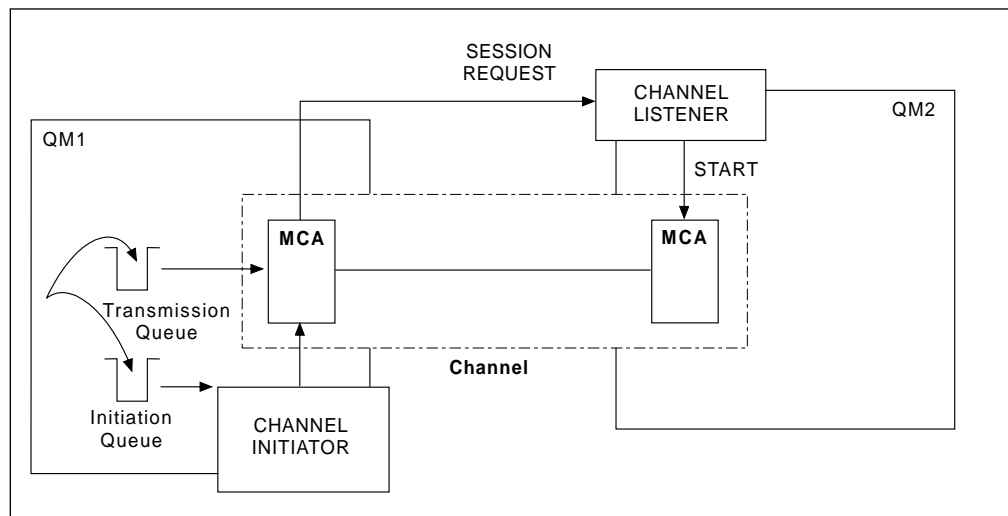 SESSION
REQUEST
CHANNEL
LISTENER
QM1
QM2
START
MCA
MCA
Transmission
Queue
Channel
Initiation
Queue
CHANNEL
INITIATOR